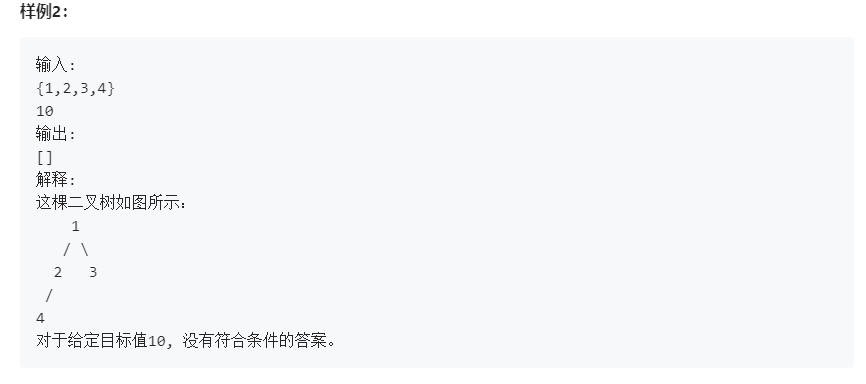 样例2：
输入:
{1,2,3,4}
10
输出:
[]
解释:
这棵二叉树如图所示：
    1
   / \
  2   3
 /
4
对于给定目标值10, 没有符合条件的答案。